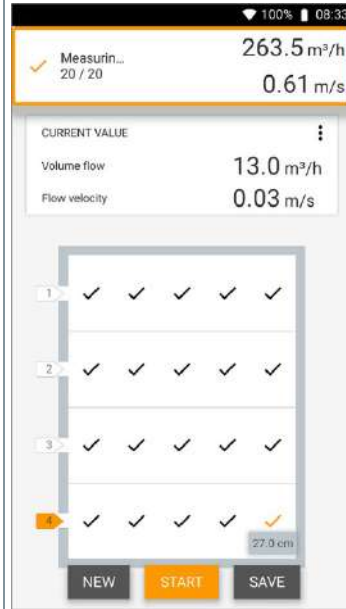 100% 08:33
Measurin... 263.5 m³/h
20 / 20 0.61 m/s
CURRENT VALUE
Volume flow 13.0 m³/h
Flow velocity 0.03 m/s
1
2
3
4
27.0 cm
NEW START SAVE